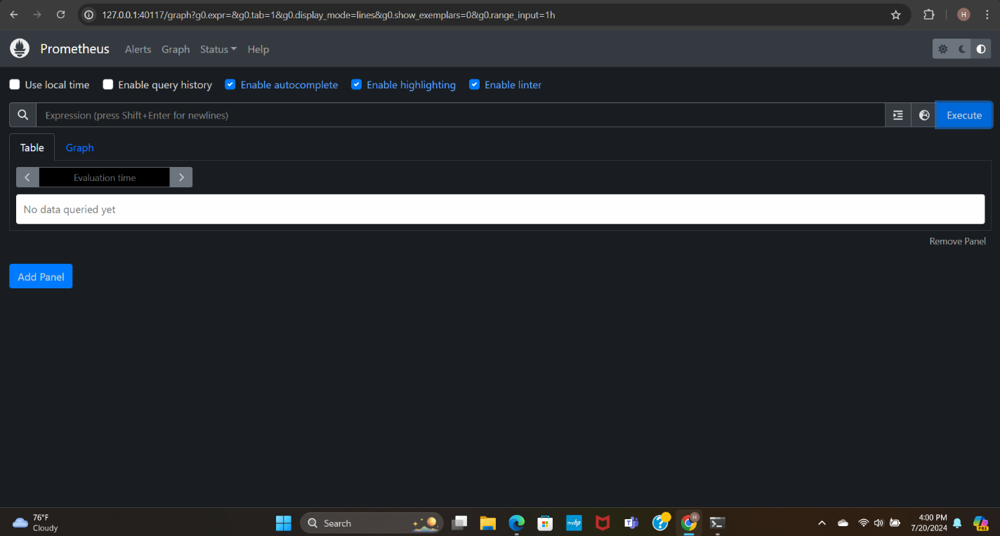 127.0.0.1:40117/graph?g0.expr=&g0.tab=1&g0.display_mode=lines&g0.show_exemplars=0&g0.range_input=1h
H
Prometheus Alerts Graph Status Help
Use local time Enable query history Enable autocomplete Enable highlighting Enable linter
Expression (press Shift+Enter for newlines) Execute
Table Graph
Evaluation time
No data queried yet
Remove Panel
Add Panel
76°F
Cloudy
Search
myhp
H
4:00 PM
7/20/2024
PRE